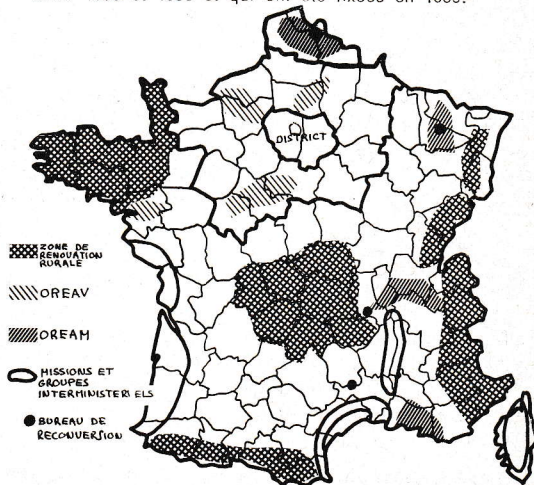 DISTRICT
ZONE DE
RENOVATION
RURALE
OREAV
OREAM
MISSIONS ET
GROUPES
INTERMINISTERIELS
BUREAU DE
RECONVERSION